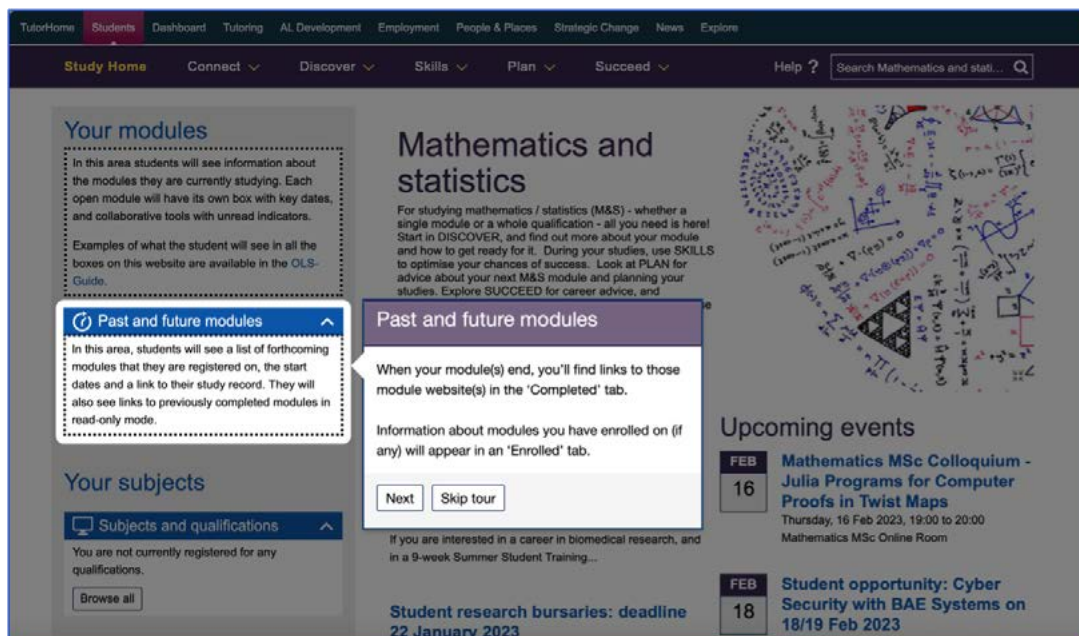 TutorHome Students Dashboard Tutoring AL Development Employment People & Places Strategic Change News Explore
Study Home Connect Discover Skills Plan Succeed Help ? Search Mathematics and stati...
Your modules
In this area students will see information about
the modules they are currently studying. Each
open module will have its own box with key dates,
and collaborative tools with unread indicators.
Examples of what the student will see in all the
boxes on this website are available in the OLS-
Guide.
Past and future modules
In this area, students will see a list of forthcoming
modules that they are registered on, the start
dates and a link to their study record. They will
also see links to previously completed modules in
read-only mode.
Your subjects
Subjects and qualifications
You are not currently registered for any
qualifications.
Browse all
Mathematics and
statistics
For studying mathematics / statistics (M&S) - whether a
single module or a whole qualification - all you need is here!
Start in DISCOVER, and find out more about your module
and how to get ready for it. During your studies, use SKILLS
to optimise your chances of success. Look at PLAN for
advice about your next M&S module and planning your
studies. Explore SUCCEED for career advice, and
Past and future modules
When your module(s) end, you'll find links to those
module website(s) in the 'Completed' tab.
Information about modules you have enrolled on (if
any) will appear in an 'Enrolled' tab.
Next Skip tour
If you are interested in a career in biomedical research, and
in a 9-week Summer Student Training...
Student research bursaries: deadline
22 January 2023
Upcoming events
FEB
16
Mathematics MSc Colloquium -
Julia Programs for Computer
Proofs in Twist Maps
Thursday, 16 Feb 2023, 19:00 to 20:00
Mathematics MSc Online Room
FEB
18
Student opportunity: Cyber
Security with BAE Systems on
18/19 Feb 2023